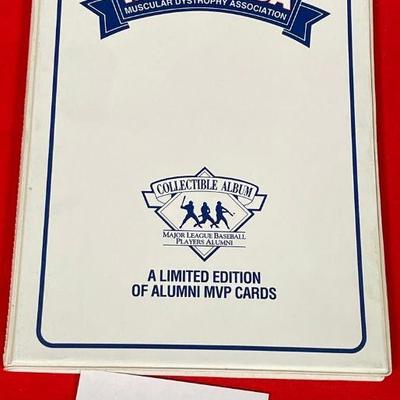 MUSCULAR DYSTROPHY ASSOCIATION
COLLECTIBLE ALBUM
MAJOR LEAGUE BASEBALL
PLAYERS ALUMNI
A LIMITED EDITION
OF ALUMNI MVP CARDS